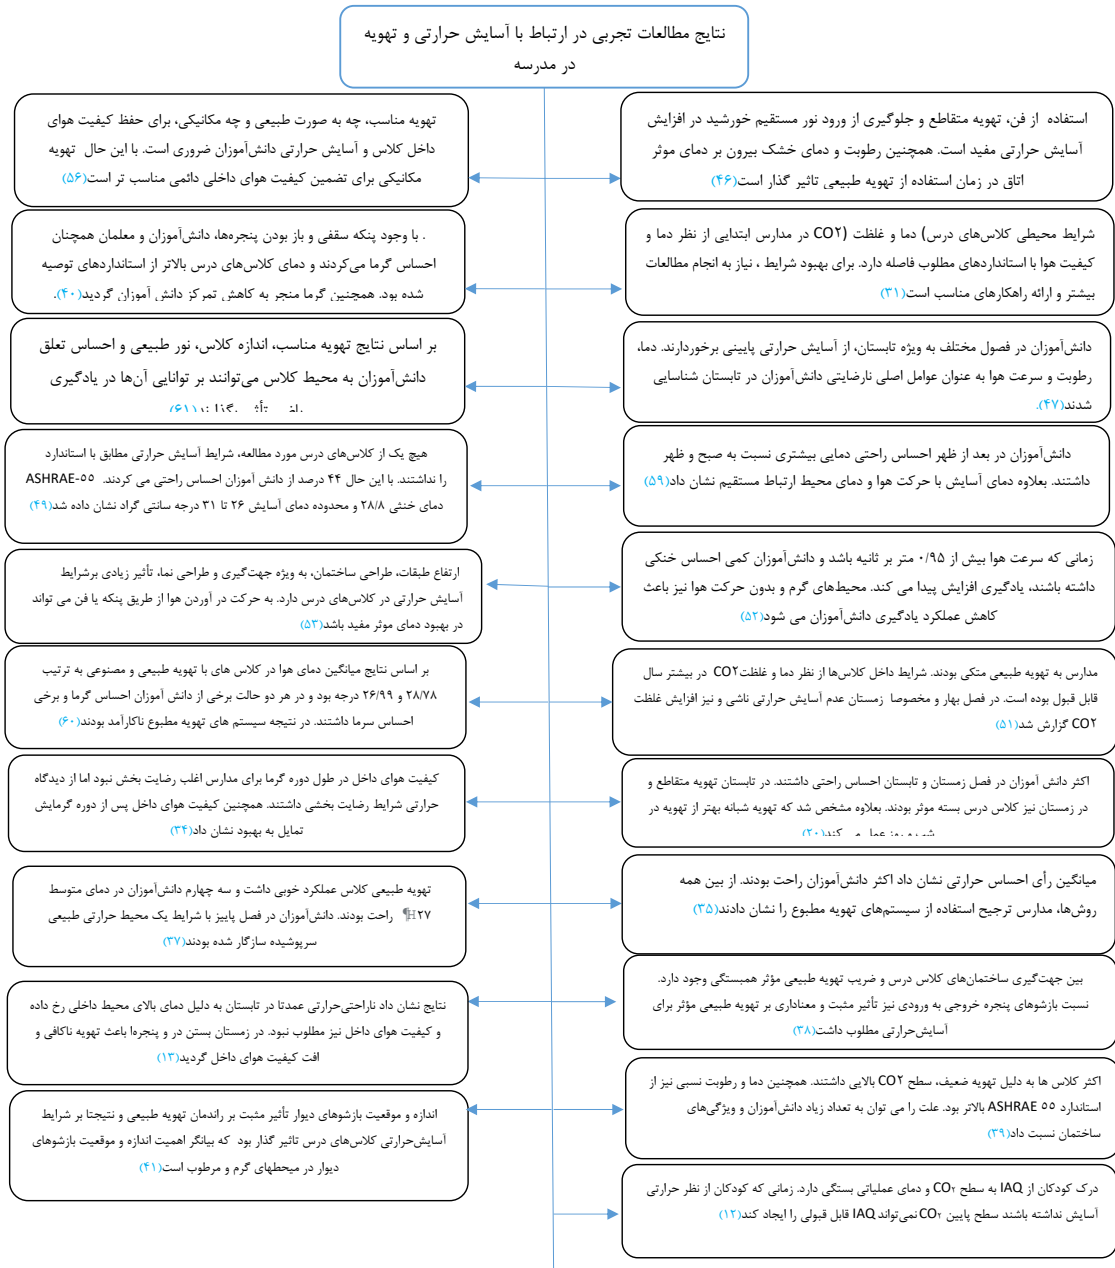 نتایج مطالعات تجربی در ارتباط با آسایش حرارتی و تهویه
در مدرسه
استفاده از فن، تهویه متقاطع و جلوگیری از ورود نور مستقیم خورشید در افزایش
آسایش حرارتی مفید است. همچنین رطوبت و دمای خشک بیرون بر دمای موثر
اتاق در زمان استفاده از تهویه طبیعی تاثیر گذار است(۴۶)
تهویه مناسب، چه به صورت طبیعی و چه مکانیکی، برای حفظ کیفیت هوای
داخل کلاس و آسایش حرارتی دانش‌آموزان ضروری است. با این حال تهویه
مکانیکی برای تضمین کیفیت هوای داخلی دائمی مناسب تر است(۵۶)
شرایط محیطی کلاس‌های درس) دما و غلظت (CO۲ در مدارس ابتدایی از نظر دما و
کیفیت هوا با استانداردهای مطلوب فاصله دارد. برای بهبود شرایط ، نیاز به انجام مطالعات
بیشتر و ارائه راهکارهای مناسب است(۳۱)
. با وجود پنکه سقفی و باز بودن پنجره‌ها، دانش‌آموزان و معلمان همچنان
احساس گرما می‌کردند و دمای کلاس‌های درس بالاتر از استانداردهای توصیه
شده بود. همچنین گرما منجر به کاهش تمرکز دانش آموزان گردید(۴۰).
دانش‌آموزان در فصول مختلف به ویژه تابستان، از آسایش حرارتی پایینی برخوردارند. دما،
رطوبت و سرعت هوا به عنوان عوامل اصلی نارضایتی دانش‌آموزان در تابستان شناسایی
شدند(۴۷).
بر اساس نتایج تهویه مناسب، اندازه کلاس، نور طبیعی و احساس تعلق
دانش‌آموزان به محیط کلاس می‌توانند بر توانایی آن‌ها در یادگیری
ریاضی تأثیر بگذارند(۶۱)
دانش‌آموزان در بعد از ظهر احساس راحتی دمایی بیشتری نسبت به صبح و ظهر
داشتند. بعلاوه دمای آسایش با حرکت هوا و دمای محیط ارتباط مستقیم نشان داد(۵۹)
هیچ یک از کلاس‌های درس مورد مطالعه، شرایط آسایش حرارتی مطابق با استاندارد
ASHRAE-۵۵ را نداشتند. با این حال ۴۴ درصد از دانش آموزان احساس راحتی می کردند.
دمای خنثی ۲۸/۸ و محدوده دمای آسایش ۲۶ تا ۳۱ درجه سانتی گراد نشان داده شد(۴۹)
زمانی که سرعت هوا بیش از ۰/۹۵ متر بر ثانیه باشد و دانش‌آموزان کمی احساس خنکی
داشته باشند، یادگیری افزایش پیدا می کند. محیط‌های گرم و بدون حرکت هوا نیز باعث
کاهش عملکرد یادگیری دانش‌آموزان می شود(۵۲)
ارتفاع طبقات، طراحی ساختمان، به ویژه جهت‌گیری و طراحی نما، تأثیر زیادی برشرایط
آسایش حرارتی در کلاس‌های درس دارد. به حرکت در آوردن هوا از طریق پنکه یا فن می تواند
در بهبود دمای موثر مفید باشد(۵۳)
مدارس به تهویه طبیعی متکی بودند. شرایط داخل کلاس‌ها از نظر دما و غلظتCO۲ در بیشتر سال
قابل قبول بوده است. در فصل بهار و مخصوصا زمستان عدم آسایش حرارتی ناشی و نیز افزایش غلظت
CO۲ گزارش شد(۵۱)
بر اساس نتایج میانگین دمای هوا در کلاس های با تهویه طبیعی و مصنوعی به ترتیب
۲۸/۷۸ و ۲۶/۹۹ درجه بود و در هر دو حالت برخی از دانش آموزان احساس گرما و برخی
احساس سرما داشتند. در نتیجه سیستم های تهویه مطبوع ناکارآمد بودند(۶۰)
اکثر دانش آموزان در فصل زمستان و تابستان احساس راحتی داشتند. در تابستان تهویه متقاطع و
در زمستان نیز کلاس درس بسته موثر بودند. بعلاوه مشخص شد که تهویه شبانه بهتر از تهویه در
شب و روز عمل می کند(۲۰)
کیفیت هوای داخل در طول دوره گرما برای مدارس اغلب رضایت بخش نبود اما از دیدگاه
حرارتی شرایط رضایت بخشی داشتند. همچنین کیفیت هوای داخل پس از دوره گرمایش
تمایل به بهبود نشان داد(۳۴)
میانگین رأی احساس حرارتی نشان داد اکثر دانش‌آموزان راحت بودند. از بین همه
روش‌ها، مدارس ترجیح استفاده از سیستم‌های تهویه مطبوع را نشان دادند(۳۵)
تهویه طبیعی کلاس عملکرد خوبی داشت و سه چهارم دانش‌آموزان در دمای متوسط
۲۷ راحت بودند. دانش‌آموزان در فصل پاییز با شرایط یک محیط حرارتی طبیعی
سرپوشیده سازگار شده بودند(۳۷)
بین جهت‌گیری ساختمان‌های کلاس درس و ضریب تهویه طبیعی مؤثر همبستگی وجود دارد.
نسبت بازشوهای پنجره خروجی به ورودی نیز تأثیر مثبت و معناداری بر تهویه طبیعی مؤثر برای
آسایش‌حرارتی مطلوب داشت(۳۸)
نتایج نشان داد ناراحتی‌حرارتی عمدتا در تابستان به دلیل دمای بالای محیط داخلی رخ داده
و کیفیت هوای داخل نیز مطلوب نبود. در زمستان بستن در و پنجره‌ا باعث تهویه ناکافی و
افت کیفیت هوای داخل گردید(۱۳)
اکثر کلاس ها به دلیل تهویه ضعیف، سطح CO۲ بالایی داشتند. همچنین دما و رطوبت نسبی نیز از
استاندارد ASHRAE ۵۵ بالاتر بود. علت را می توان به تعداد زیاد دانش‌آموزان و ویژگی‌های
ساختمان نسبت داد(۳۹)
اندازه و موقعیت بازشوهای دیوار تأثیر مثبت بر راندمان تهویه طبیعی و نتیجتا بر شرایط
آسایش‌حرارتی کلاس‌های درس تاثیر گذار بود که بیانگر اهمیت اندازه و موقعیت بازشوهای
دیوار در میحطهای گرم و مرطوب است(۴۱)
درک کودکان از IAQ به سطح CO₂ و دمای عملیاتی بستگی دارد. زمانی که کودکان از نظر حرارتی
آسایش نداشته باشند سطح پایین CO₂نمی‌تواند IAQ قابل قبولی را ایجاد کند(۱۲)